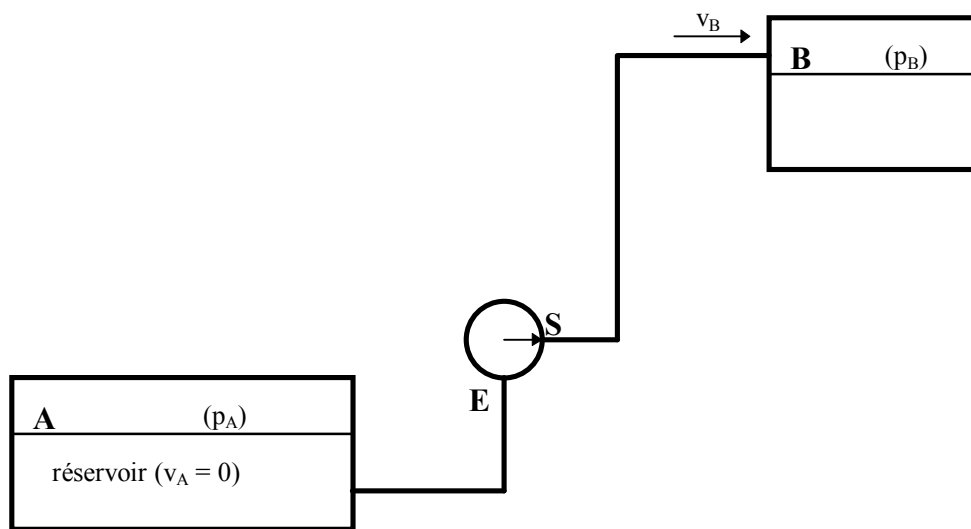 v_B
B (p_B)
S
E
A (p_A)
réservoir (v_A = 0)